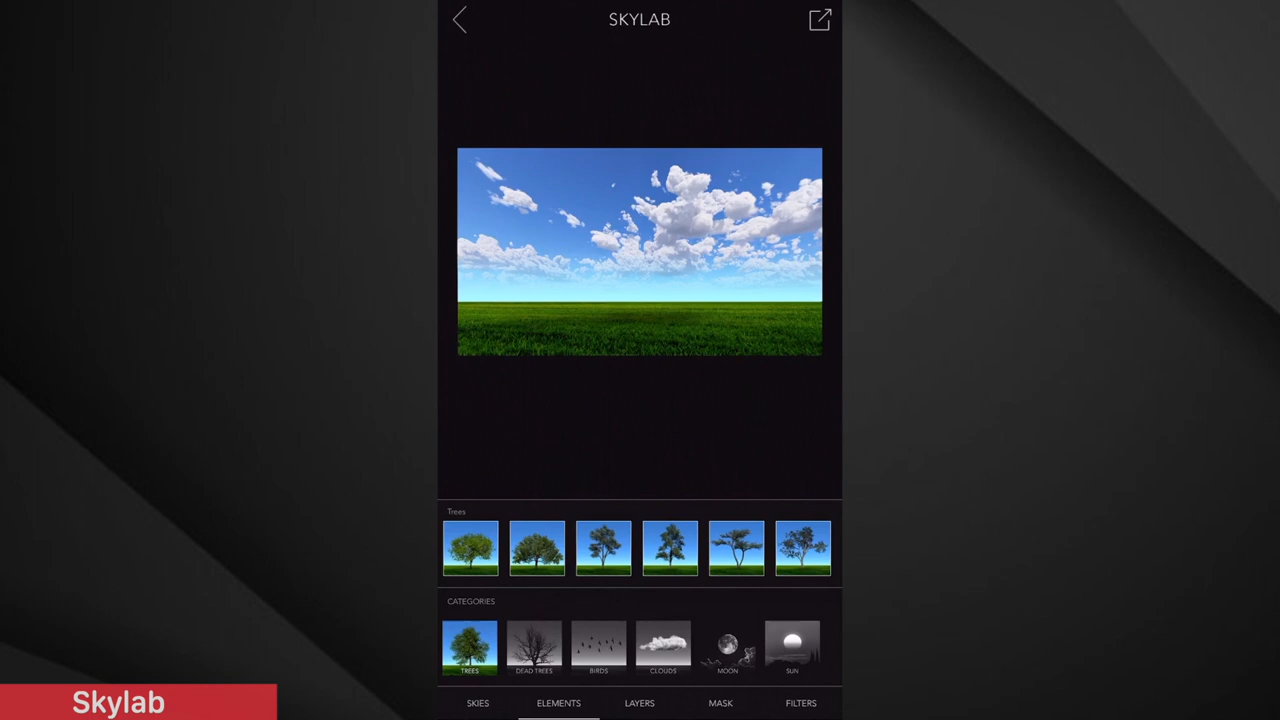 SKYLAB
Trees
CATEGORIES
TREES
DEAD TREES
BIRDS
CLOUDS
MOON
SUN
SKIES
ELEMENTS
LAYERS
MASK
FILTERS
Skylab